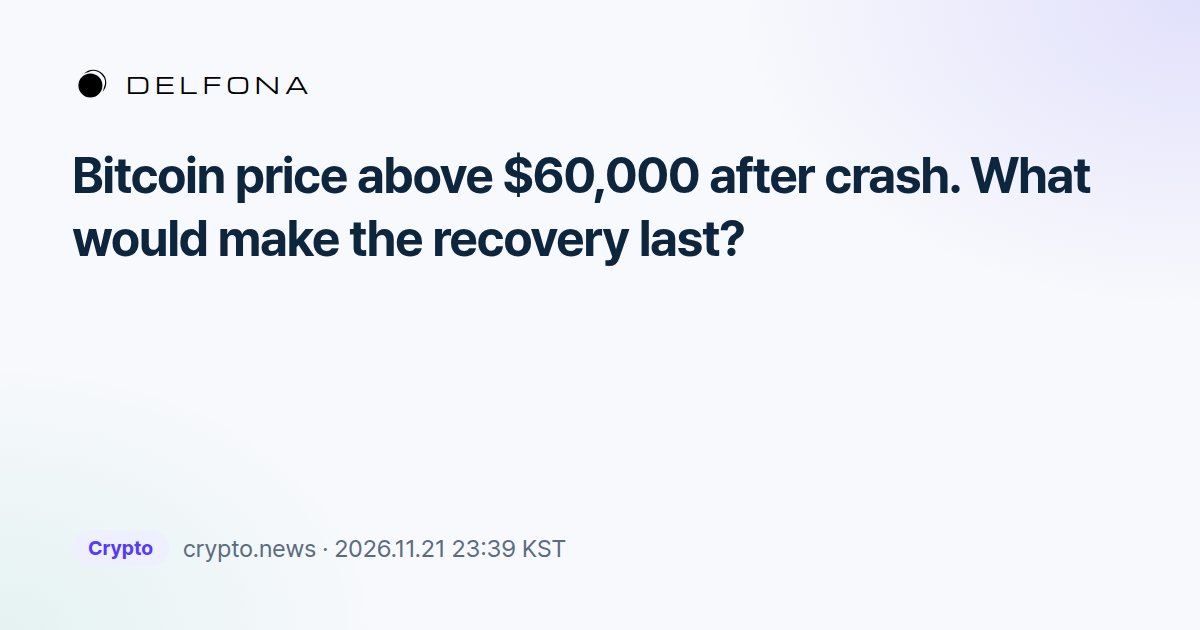 DELFONA
Bitcoin price above $60,000 after crash. What
would make the recovery last?
Crypto crypto.news · 2026.11.21 23:39 KST